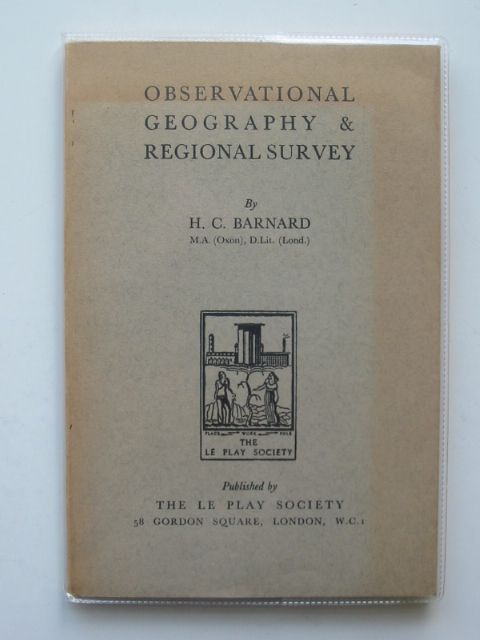 OBSERVATIONAL
GEOGRAPHY &
REGIONAL SURVEY
By
H. C. BARNARD
M.A. (Oxon), D.Lit. (Lond.)
PLACE WORK FOLK
THE
LE PLAY SOCIETY
Published by
THE LE PLAY SOCIETY
58 GORDON SQUARE, LONDON, W.C.1